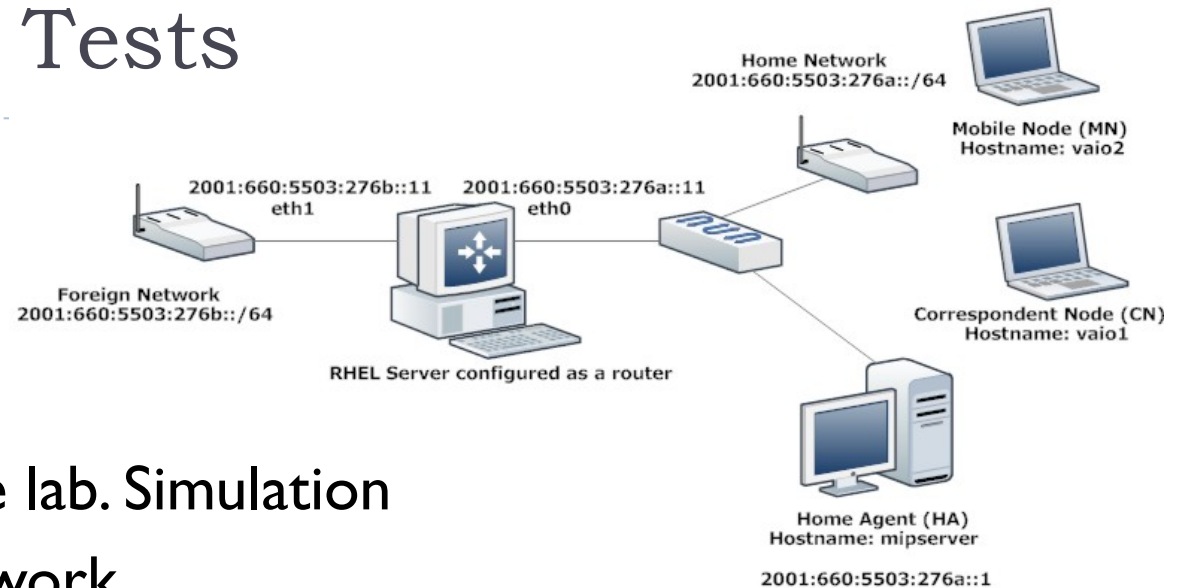 Tests
Home Network
2001:660:5503:276a::/64
Mobile Node (MN)
Hostname: vaio2
2001:660:5503:276b::11
eth1
2001:660:5503:276a::11
eth0
Foreign Network
2001:660:5503:276b::/64
RHEL Server configured as a router
Correspondent Node (CN)
Hostname: vaio1
Home Agent (HA)
Hostname: mipserver
2001:660:5503:276a::1
lab. Simulation